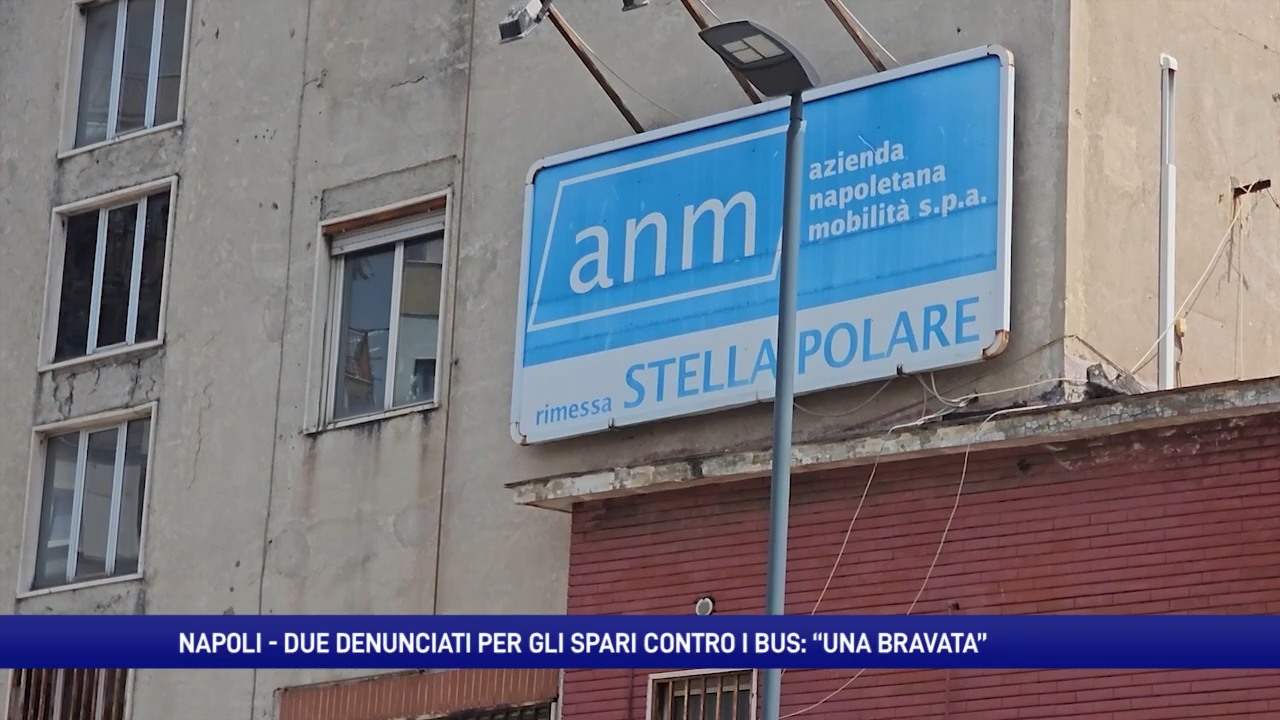 anm
azienda
napoletana
mobilità s.p.a.
rimessa STELLA POLARE
NAPOLI - DUE DENUNCIATI PER GLI SPARI CONTRO I BUS: “UNA BRAVATA”